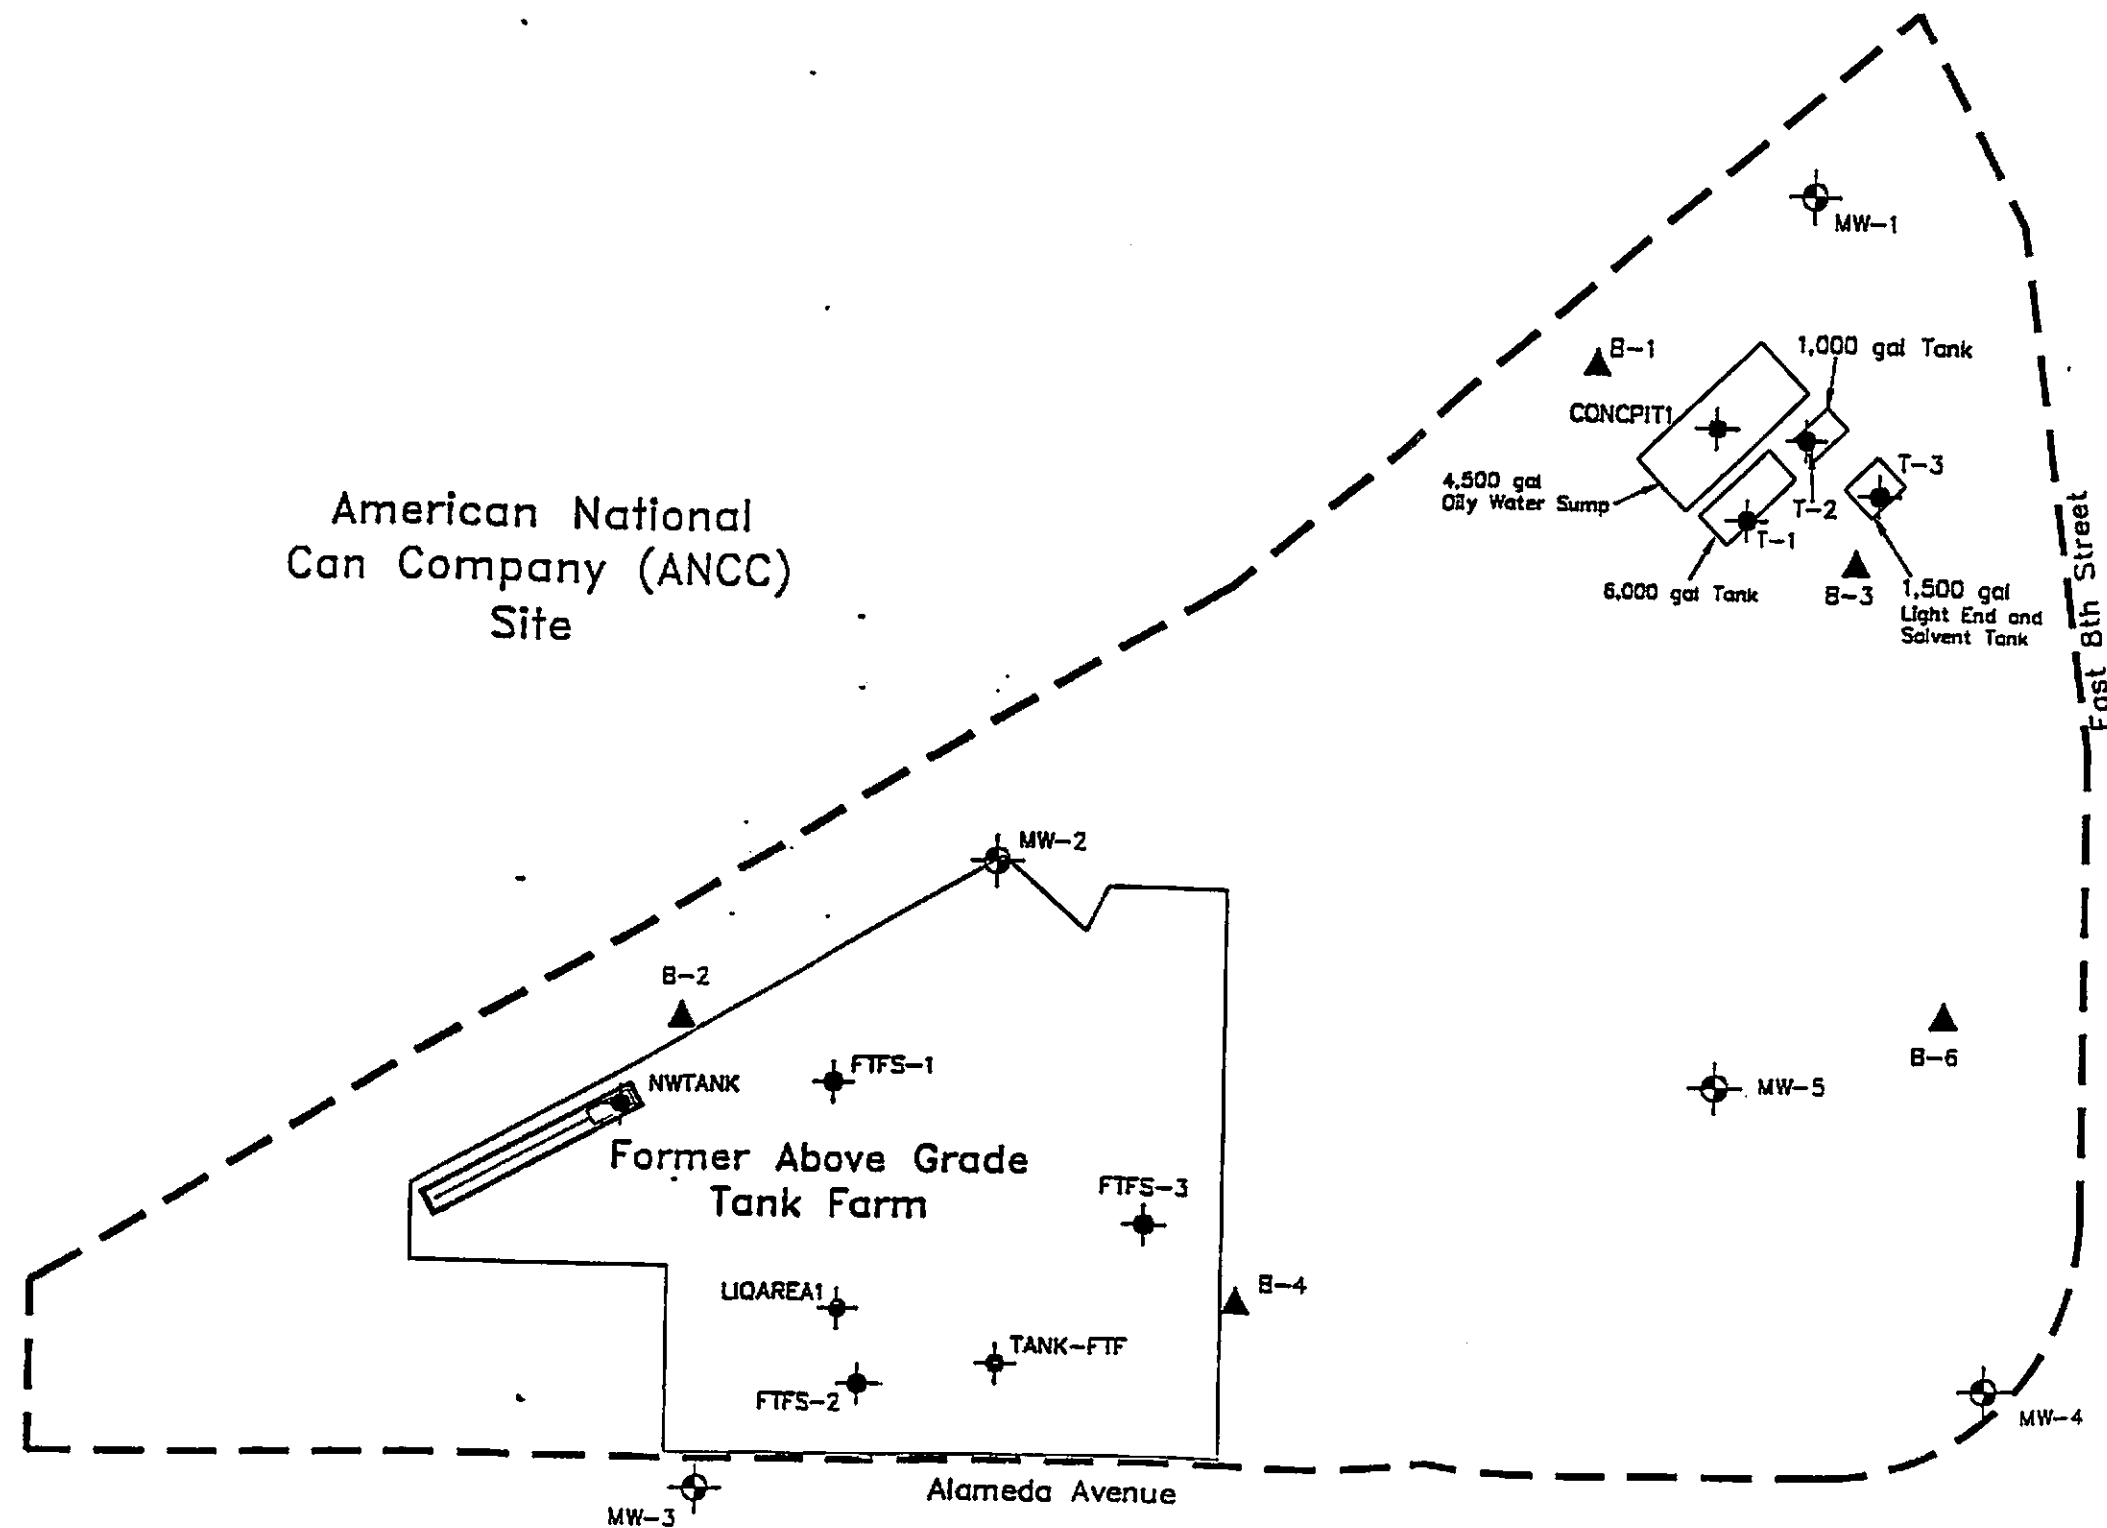 MW-1
B-1
1,000 gal Tank
CONCPIT1
T-3
4,500 gal
Oily Water Sump
T-2
T-1
American National
Can Company (ANCC)
Site
6,000 gal Tank
B-3
1,500 gal
Light End and
Solvent Tank
East 8th Street
MW-2
B-2
FTFS-1
NWTANK
B-6
MW-5
Former Above Grade
Tank Farm
FTFS-3
LIQAREA1
B-4
TANK-FTF
FTFS-2
MW-4
Alameda Avenue
MW-3